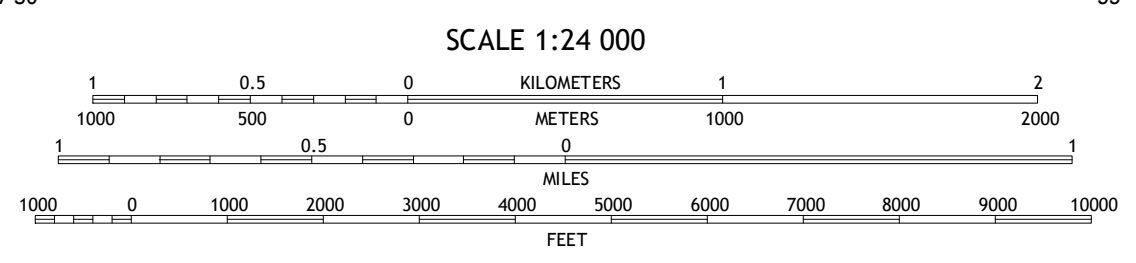 SCALE 1:24 000
1 0.5 0 KILOMETERS 1 2
1000 500 0 METERS 1000 2000
1 0.5 0 1
MILES
1000 0 1000 2000 3000 4000 5000 6000 7000 8000 9000 10000
FEET